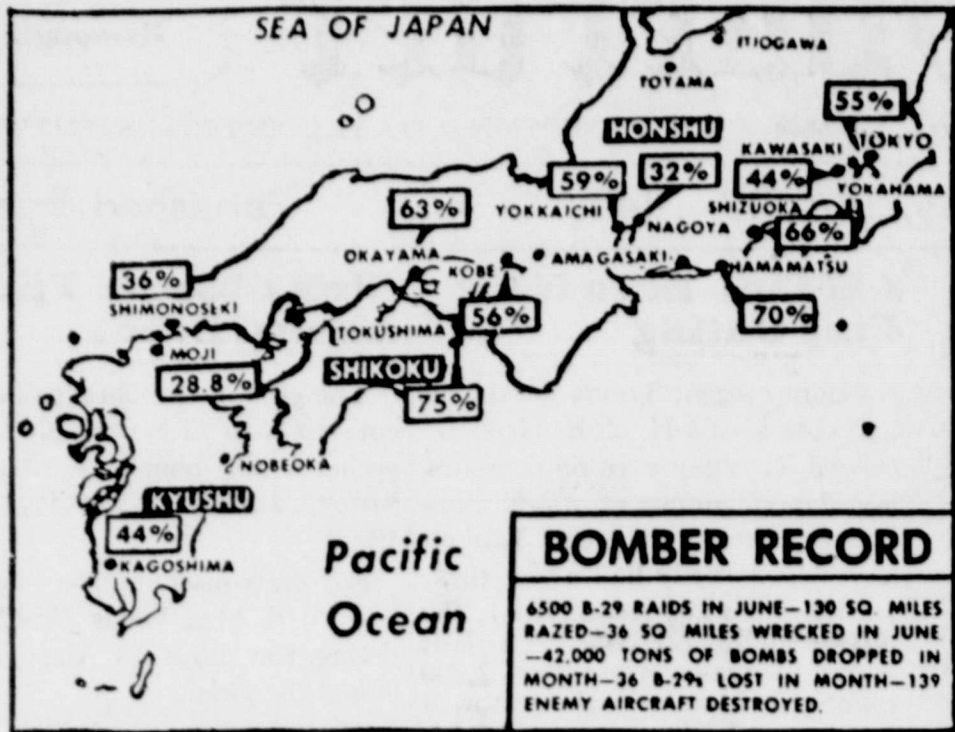 SEA OF JAPAN
ITIOGAWA
TOYAMA
55%
HONSHU
KAWASAKI
TOKYO
59%
32%
44%
YOKAHAMA
63%
YOKKAICHI
SHIZUOKA
NAGOYA
66%
OKAYAMA
KOBE
AMAGASAKI
HAMAMATSU
36%
SHIMONOSEKI
56%
70%
TOKUSHIMA
MOJI
28.8%
SHIKOKU
75%
NOBEOKA
KYUSHU
44%
KAGOSHIMA
Pacific
Ocean
BOMBER RECORD
6500 B-29 RAIDS IN JUNE—130 SQ. MILES
RAZED—36 SQ MILES WRECKED IN JUNE
—42.000 TONS OF BOMBS DROPPED IN
MONTH—36 B-29s LOST IN MONTH—139
ENEMY AIRCRAFT DESTROYED.